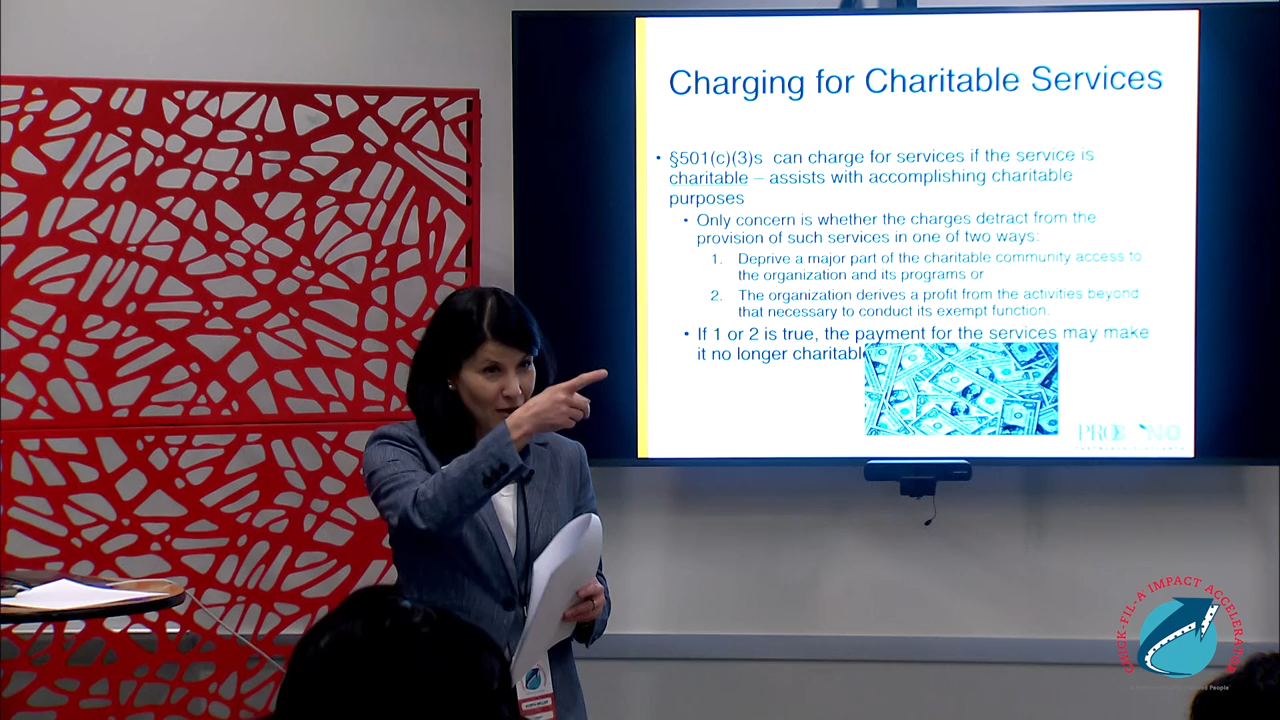 Charging for Charitable Services
• §501(c)(3)s can charge for services if the service is
charitable – assists with accomplishing charitable
purposes
• Only concern is whether the charges detract from the
provision of such services in one of two ways:
1. Deprive a major part of the charitable community access to
the organization and its programs or
2. The organization derives a profit from the activities beyond
that necessary to conduct its exempt function.
• If 1 or 2 is true, the payment for the services may make
it no longer charitabl
CHICK-FIL-A IMPACT ACCELERATOR